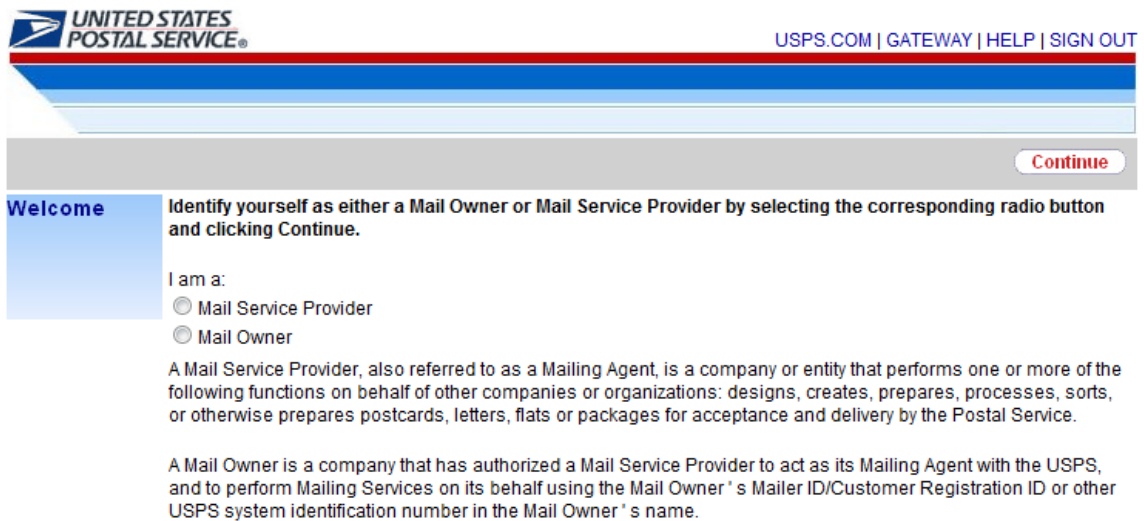 UNITED STATES
POSTAL SERVICE®
USPS.COM | GATEWAY | HELP | SIGN OUT
Continue
Welcome
Identify yourself as either a Mail Owner or Mail Service Provider by selecting the corresponding radio button
and clicking Continue.
I am a:
Mail Service Provider
Mail Owner
A Mail Service Provider, also referred to as a Mailing Agent, is a company or entity that performs one or more of the
following functions on behalf of other companies or organizations: designs, creates, prepares, processes, sorts,
or otherwise prepares postcards, letters, flats or packages for acceptance and delivery by the Postal Service.
A Mail Owner is a company that has authorized a Mail Service Provider to act as its Mailing Agent with the USPS,
and to perform Mailing Services on its behalf using the Mail Owner ' s Mailer ID/Customer Registration ID or other
USPS system identification number in the Mail Owner ' s name.